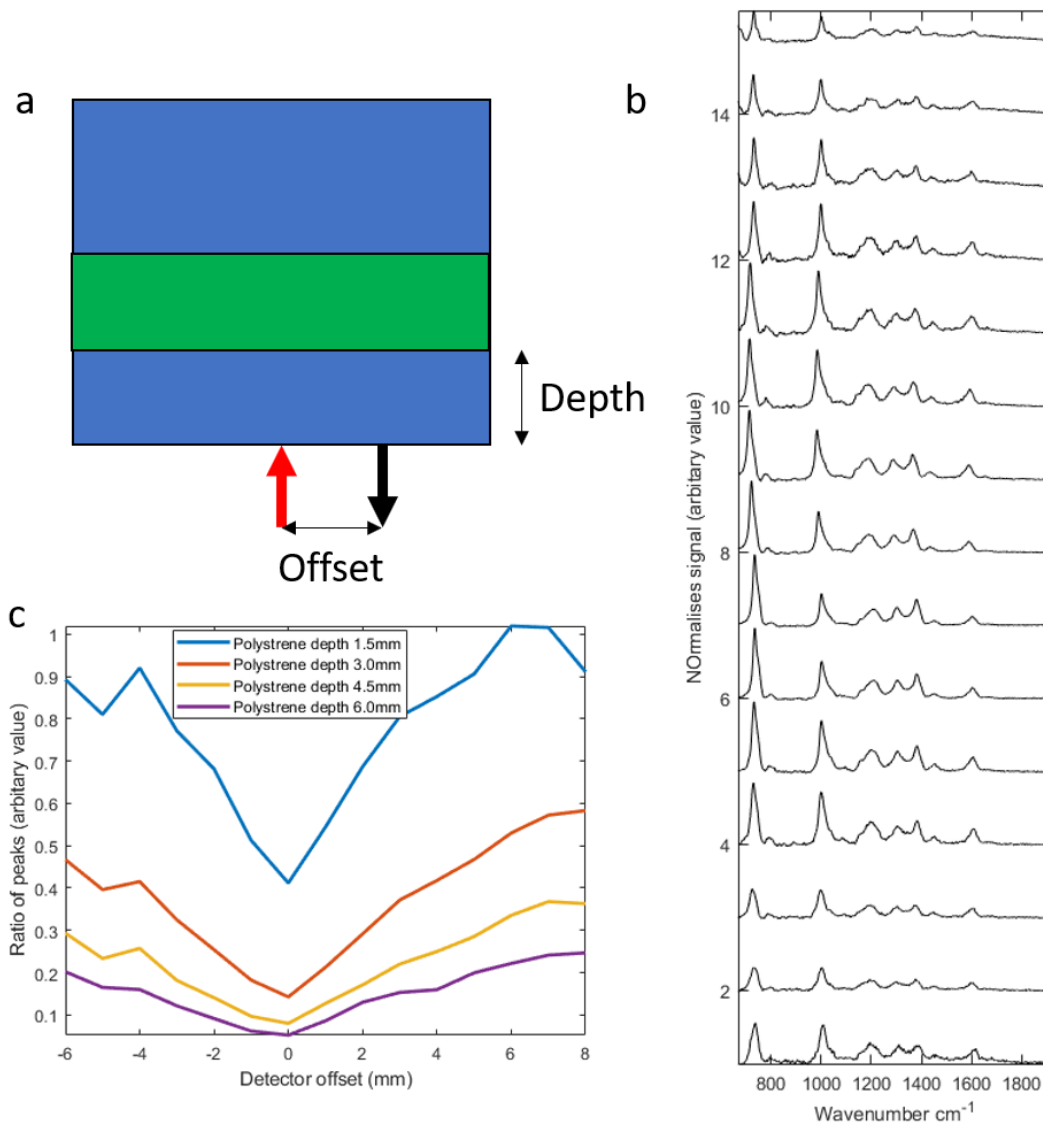 a
Depth
Offset
b
14
12
10
8
6
4
2
NOrmalises signal (arbitary value)
800 1000 1200 1400 1600 1800
Wavenumber cm-1
c
Polystrene depth 1.5mm
Polystrene depth 3.0mm
Polystrene depth 4.5mm
Polystrene depth 6.0mm
1
0.9
0.8
0.7
0.6
0.5
0.4
0.3
0.2
0.1
Ratio of peaks (arbitary value)
-6 -4 -2 0 2 4 6 8
Detector offset (mm)